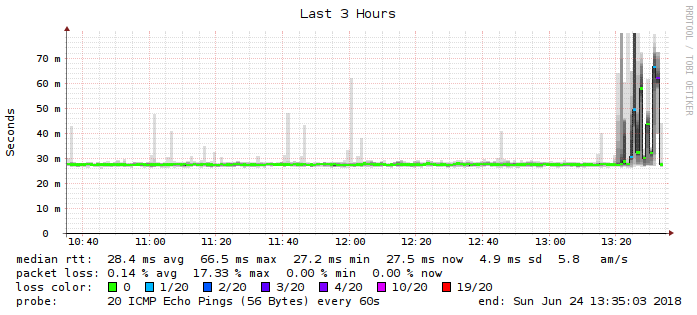 Last 3 Hours
RRDTOOL / TOBI OETIKER
Seconds
70 m
60 m
50 m
40 m
30 m
20 m
10 m
0
10:40 11:00 11:20 11:40 12:00 12:20 12:40 13:00 13:20
median rtt: 28.4 ms avg 66.5 ms max 27.2 ms min 27.5 ms now 4.9 ms sd 5.8 am/s
packet loss: 0.14 % avg 17.33 % max 0.00 % min 0.00 % now
loss color: 0 1/20 2/20 3/20 4/20 10/20 19/20
probe: 20 ICMP Echo Pings (56 Bytes) every 60s end: Sun Jun 24 13:35:03 2018